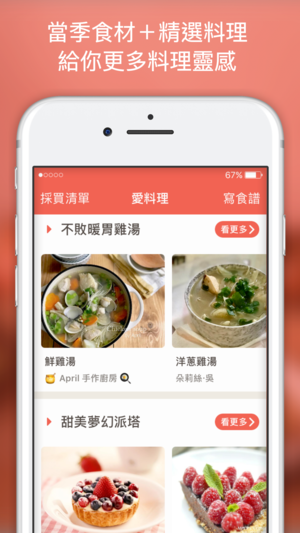 當季食材＋精選料理
給你更多料理靈感
67%
採買清單 愛料理 寫食譜
不敗暖胃雞湯 看更多
鮮雞湯 洋蔥雞湯
April 手作廚房 朵莉絲·吳
甜美夢幻派塔 看更多